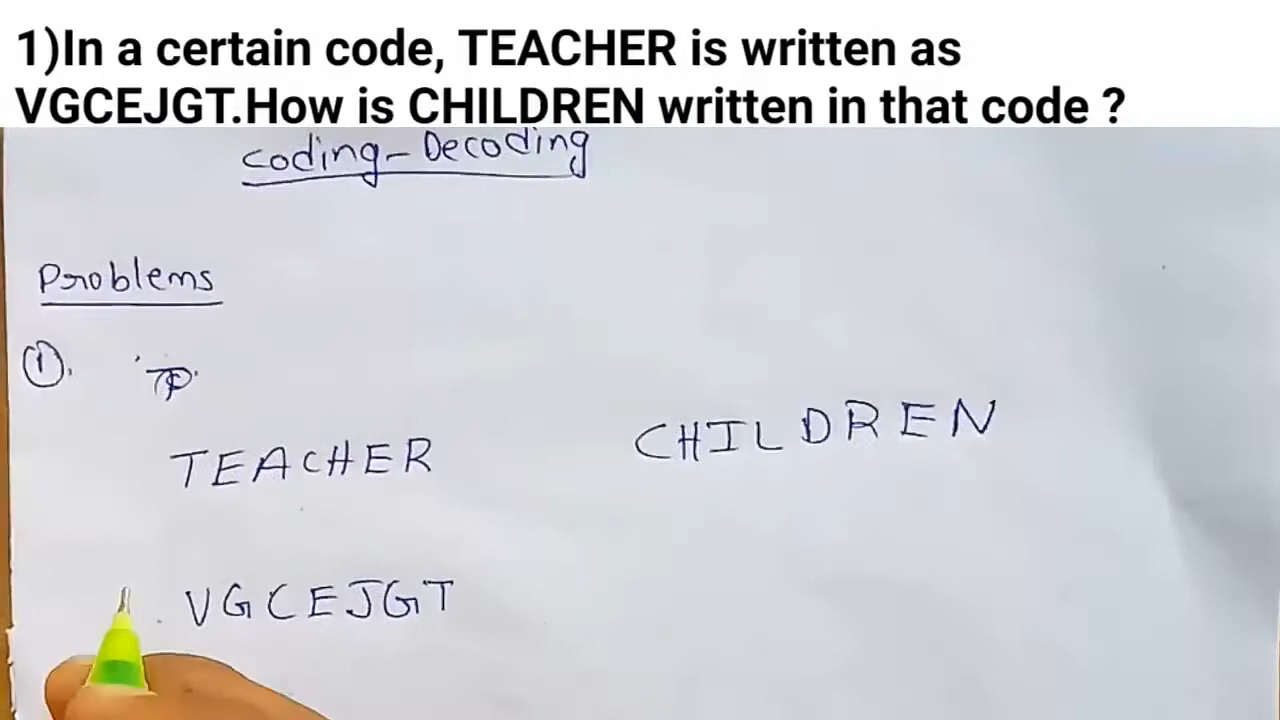 1)In a certain code, TEACHER is written as
VGCEJGT.How is CHILDREN written in that code ?
Coding-Decoding
Problems
①.
TEACHER CHILDREN
VGCEJGT